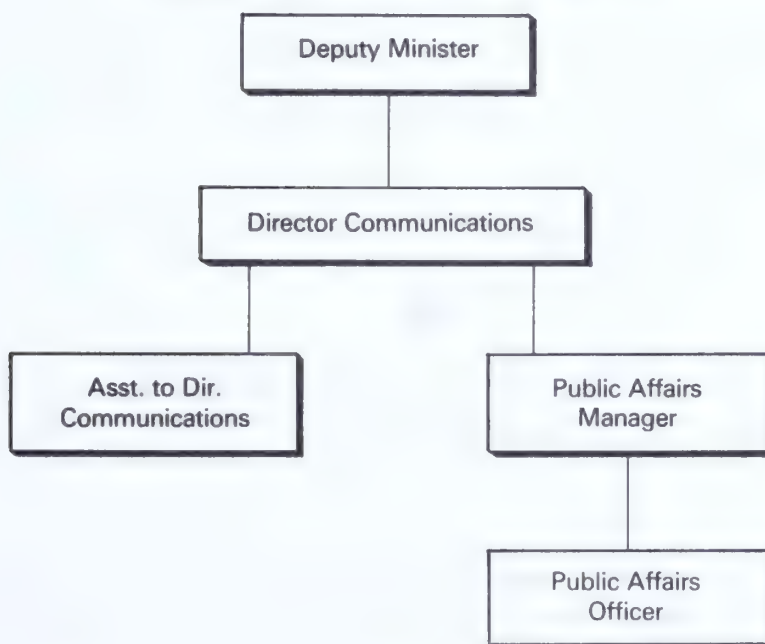 Deputy Minister
Director Communications
Asst. to Dir.
Communications
Public Affairs
Manager
Public Affairs
Officer